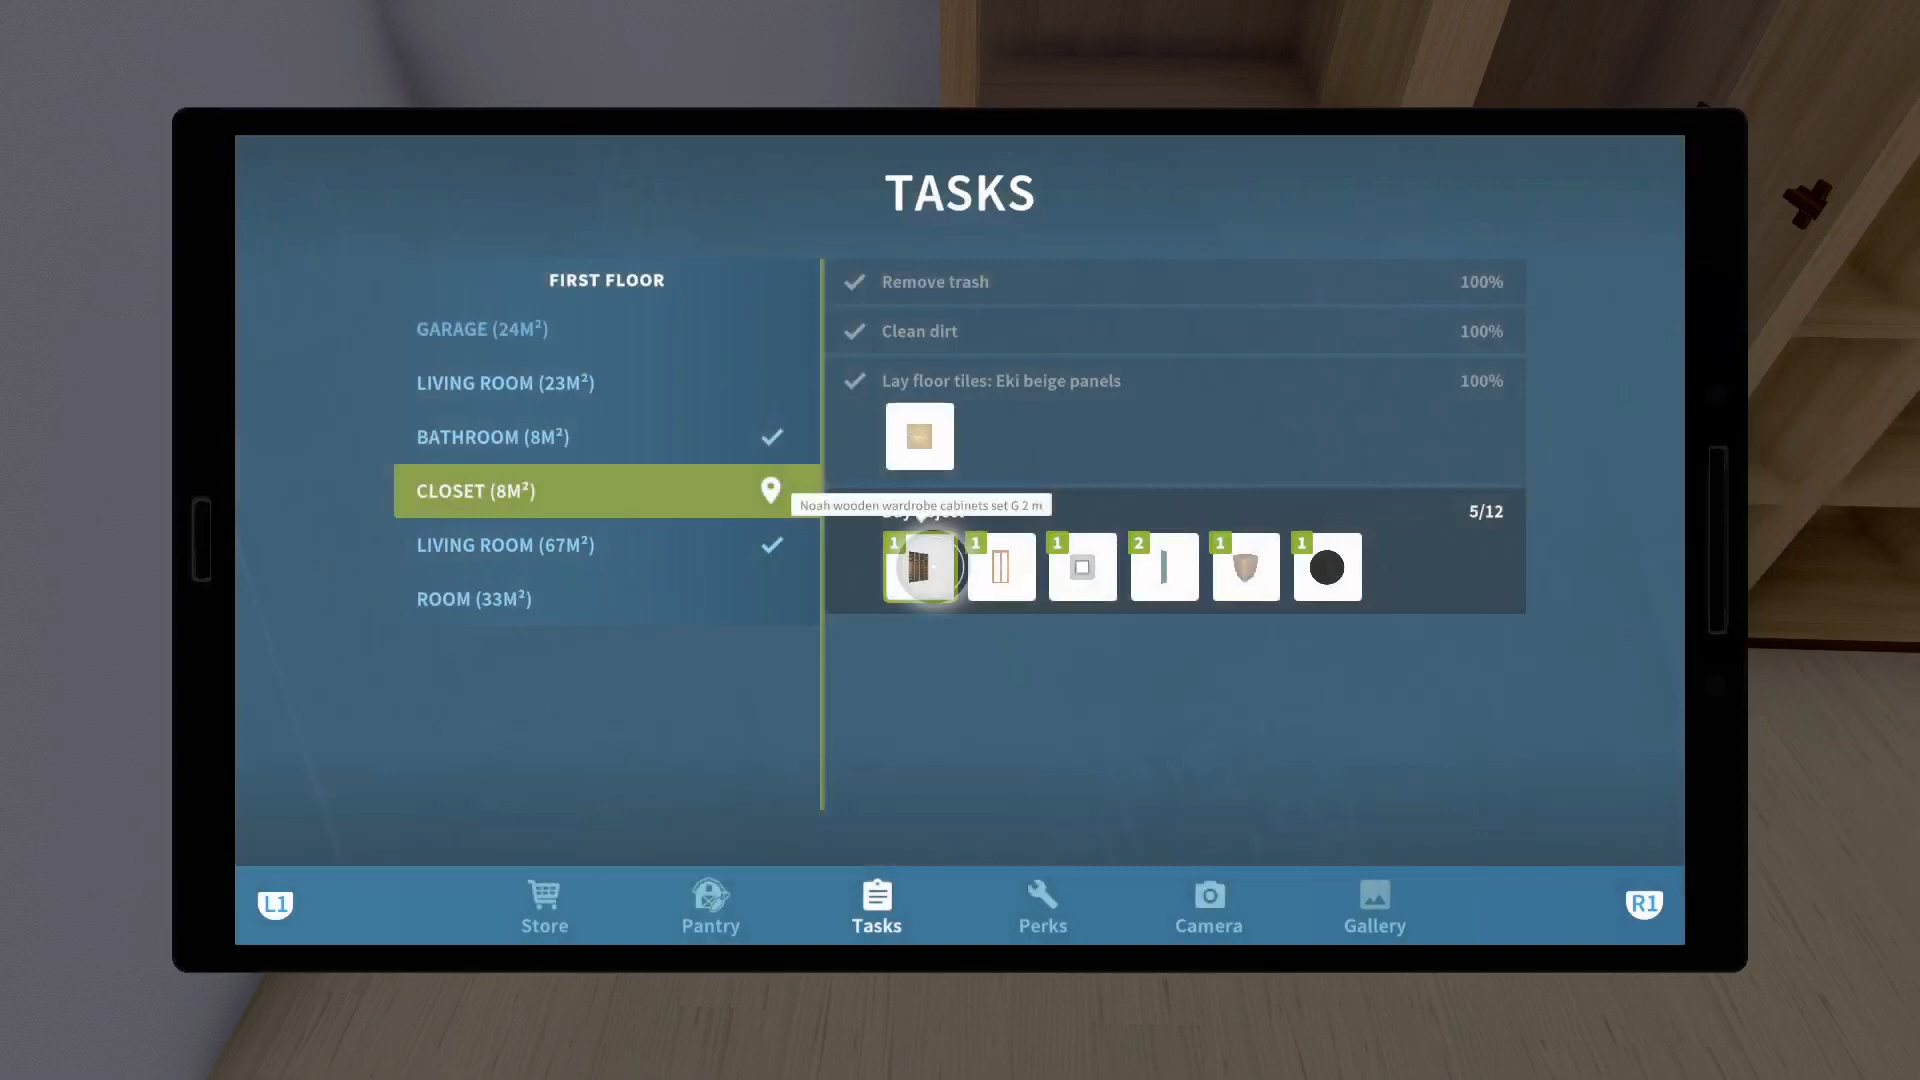 TASKS
FIRST FLOOR
GARAGE (24M²)
LIVING ROOM (23M²)
BATHROOM (8M²)
CLOSET (8M²)
LIVING ROOM (67M²)
ROOM (33M²)
Remove trash 100%
Clean dirt 100%
Lay floor tiles: Eki beige panels 100%
Noah wooden wardrobe cabinets set G 2 m
5/12
1 1 1 2 1 1
L1
Store
Pantry
Tasks
Perks
Camera
Gallery
R1